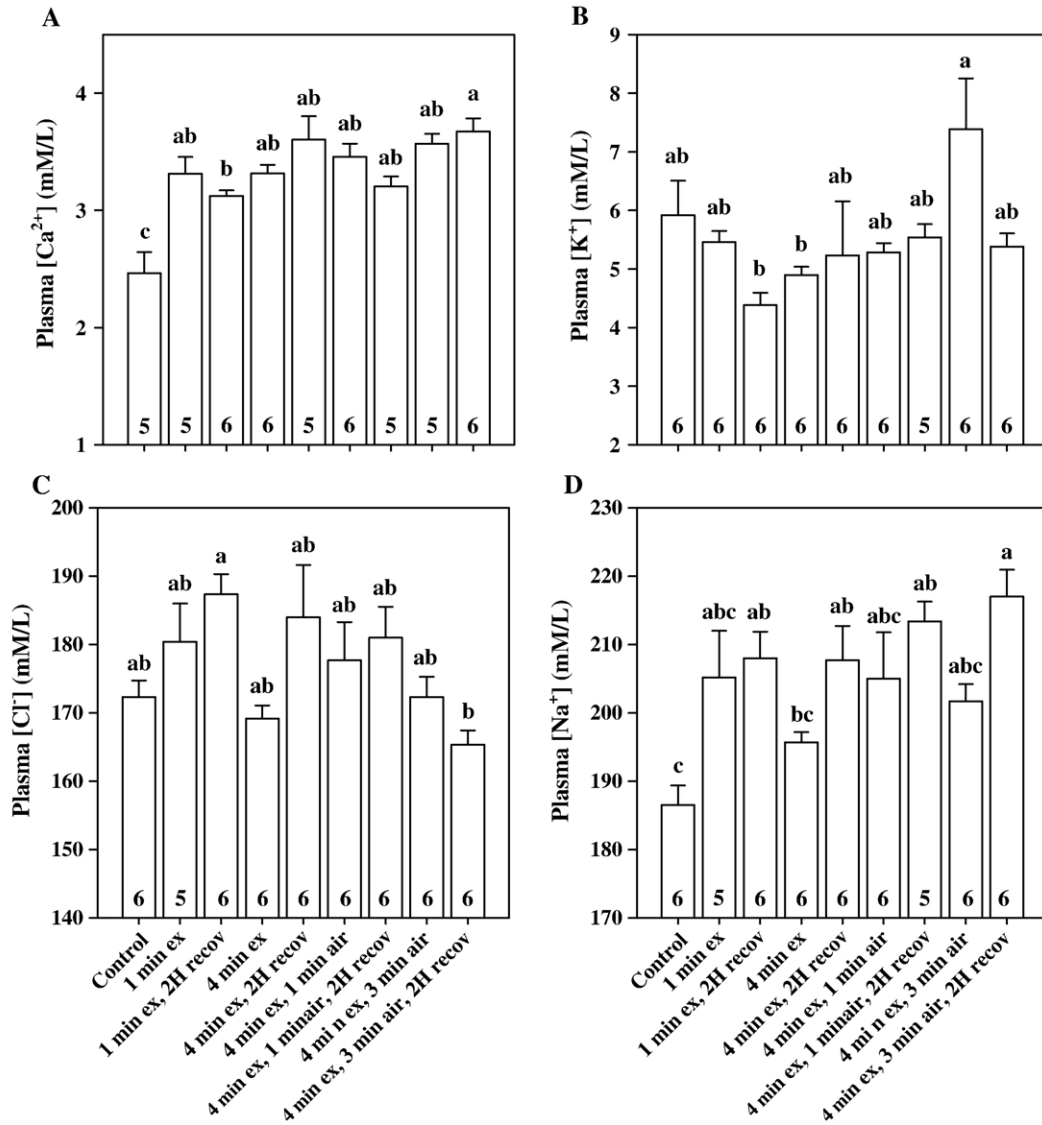 A
Plasma [Ca2+] (mM/L)
4
3
2
1
c
ab
b
ab
ab
ab
ab
ab
a
5
5
6
6
5
6
5
5
6
B
Plasma [K+] (mM/L)
9
8
7
6
5
4
3
2
ab
ab
b
b
ab
ab
ab
a
ab
6
6
6
6
6
6
5
6
6
C
Plasma [Cl-] (mM/L)
200
190
180
170
160
150
140
ab
ab
a
ab
ab
ab
ab
ab
b
6
5
6
6
6
6
6
6
6
Control
1 min ex
1 min ex, 2H recov
4 min ex
4 min ex, 2H recov
4 min ex, 1 min air
4 min ex, 1 minair, 2H recov
4 mi n ex, 3 min air
4 min ex, 3 min air, 2H recov
D
Plasma [Na+] (mM/L)
230
220
210
200
190
180
170
c
abc
ab
bc
ab
abc
ab
abc
a
6
5
6
6
6
6
5
6
6
Control
1 min ex
1 min ex, 2H recov
4 min ex
4 min ex, 2H recov
4 min ex, 1 min air
4 min ex, 1 minair, 2H recov
4 mi n ex, 3 min air
4 min ex, 3 min air, 2H recov